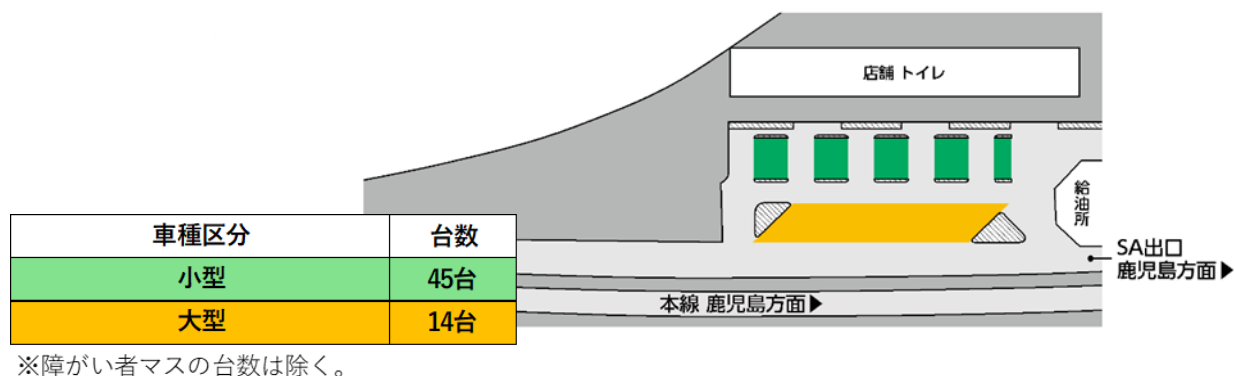 店舗 トイレ
給油所
SA出口
鹿児島方面▶
本線 鹿児島方面▶
車種区分 台数
小型 45台
大型 14台
※障がい者マスの台数は除く。